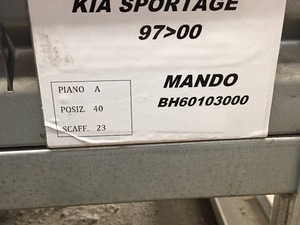 KIA SPORTAGE
97>00
PIANO A
POSIZ. 40
SCAFF. 23
MANDO
BH60103000